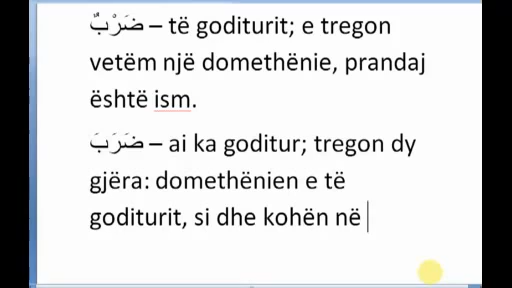 ضَرْبٌ – të goditurit; e tregon
vetëm një domethënie, prandaj
është ism.
ضَرَبَ – ai ka goditur; tregon dy
gjëra: domethënien e të
goditurit, si dhe kohën në